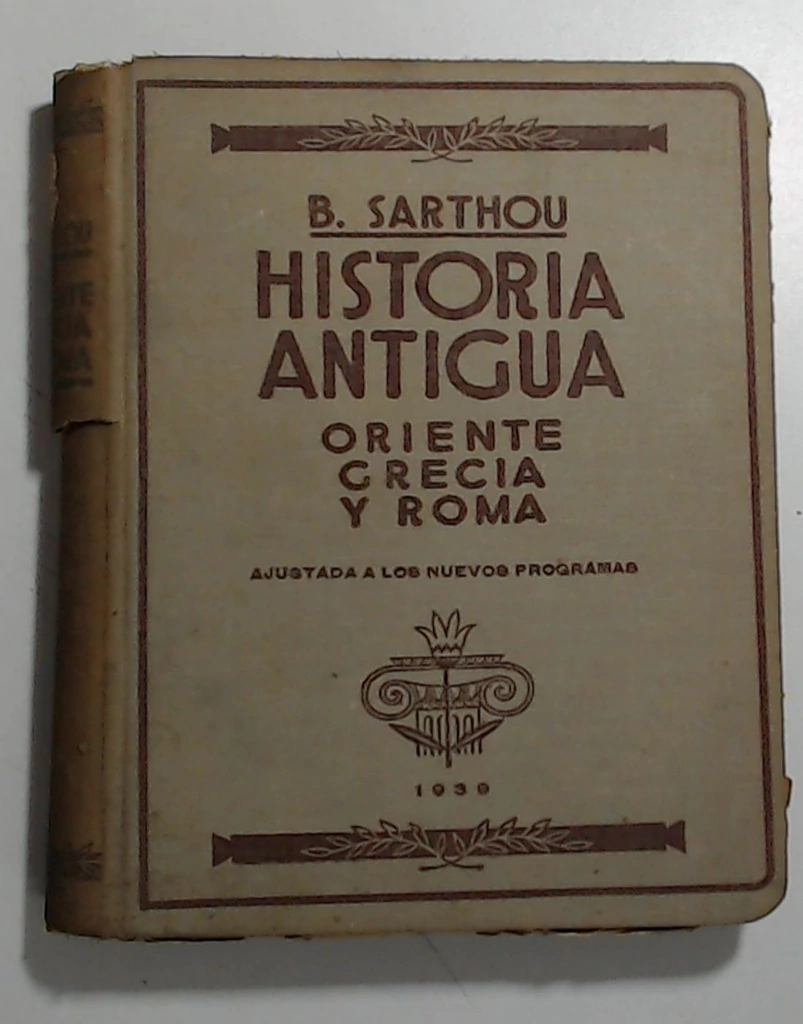 B. SARTHOU
HISTORIA
ANTIGUA
ORIENTE
GRECIA
Y ROMA
AJUSTADA A LOS NUEVOS PROGRAMAS
1939